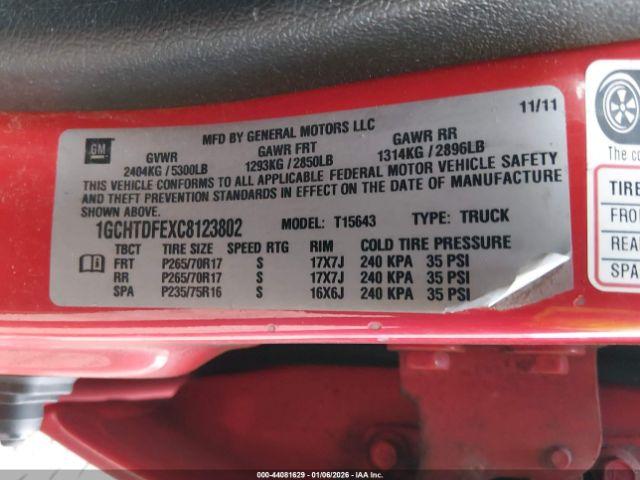 11/11
MFD BY GENERAL MOTORS LLC
GM
GVWR GAWR FRT GAWR RR
2404KG / 5300LB 1293KG / 2850LB 1314KG / 2896LB
THIS VEHICLE CONFORMS TO ALL APPLICABLE FEDERAL MOTOR VEHICLE SAFETY
AND THEFT PREVENTION STANDARDS IN EFFECT ON THE DATE OF MANUFACTURE
SHOWN ABOVE.
1GCHTDFEXC8123802 MODEL: T15643 TYPE: TRUCK
TBCT TIRE SIZE SPEED RTG RIM COLD TIRE PRESSURE
FRT P265/70R17 S 17X7J 240 KPA 35 PSI
RR P265/70R17 S 17X7J 240 KPA 35 PSI
SPA P235/75R16 S 16X6J 240 KPA 35 PSI
The co
TIRE
FRO
REA
SPA
000-44081629 | 01/06/2026 - IAA Corp.